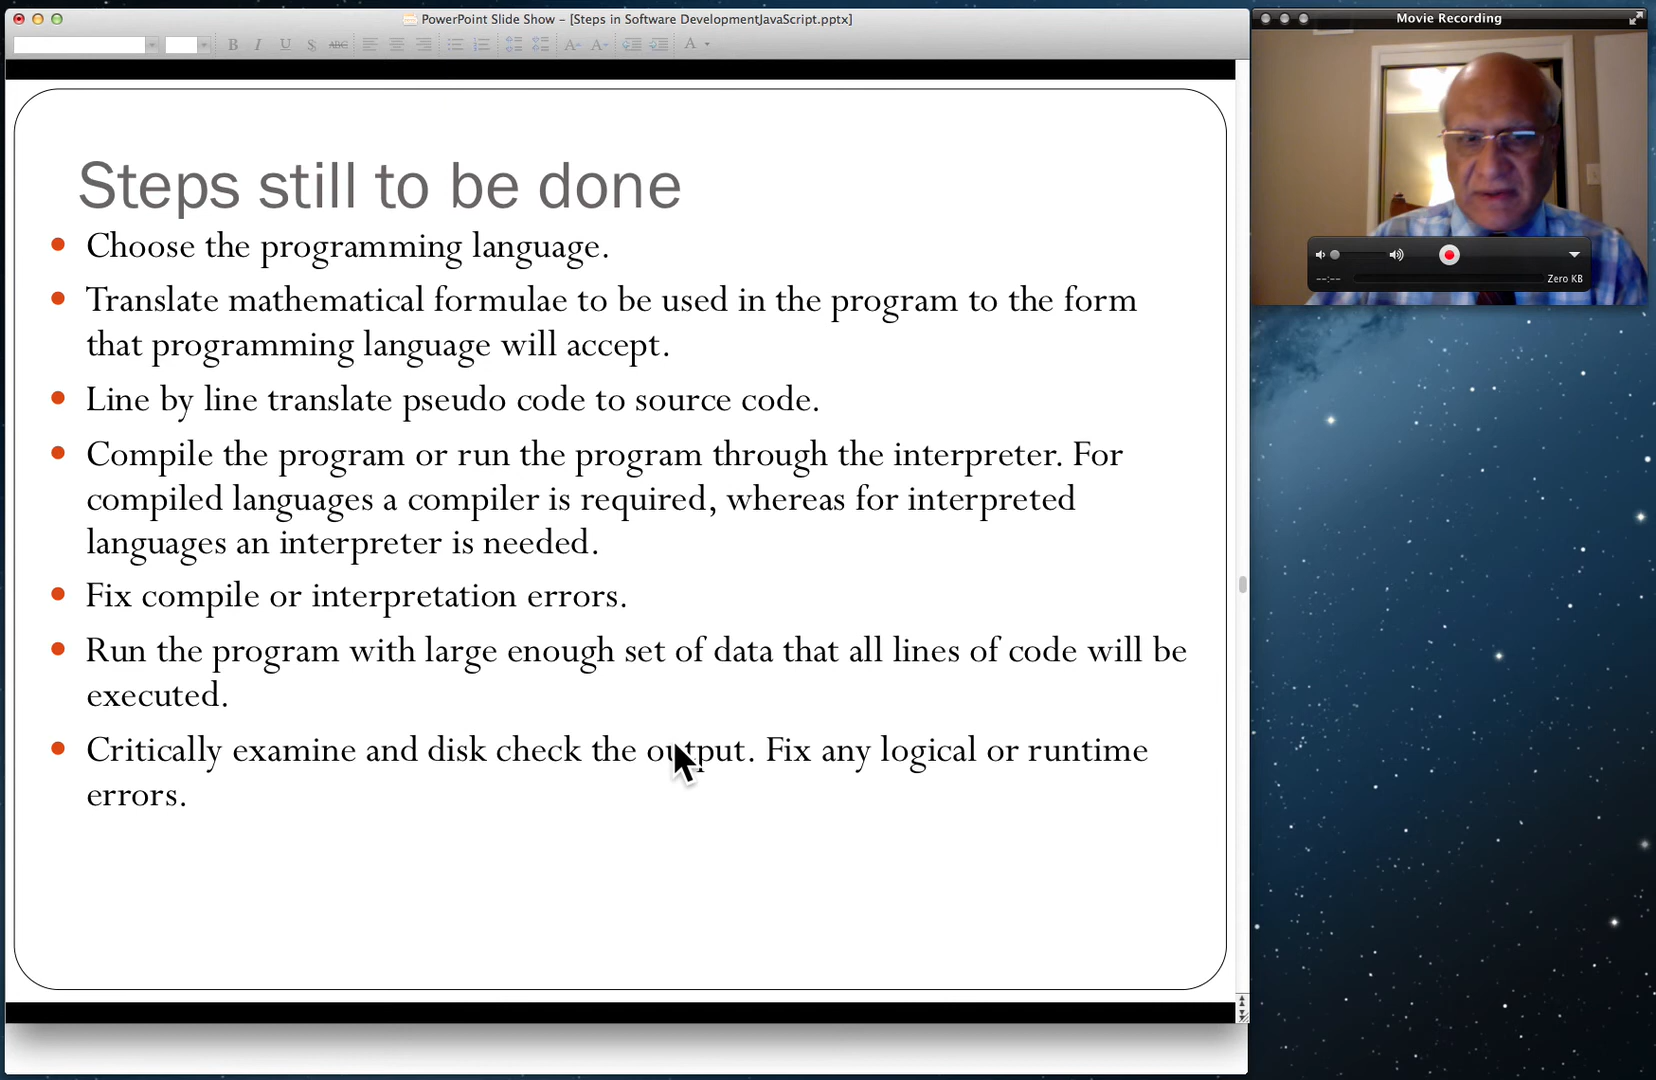 PowerPoint Slide Show – [Steps in Software DevelopmentJavaScript.pptx]
B I U S ABC A A A
Movie Recording
--:-- Zero KB
Steps still to be done
Choose the programming language.
Translate mathematical formulae to be used in the program to the form
that programming language will accept.
Line by line translate pseudo code to source code.
Compile the program or run the program through the interpreter. For
compiled languages a compiler is required, whereas for interpreted
languages an interpreter is needed.
Fix compile or interpretation errors.
Run the program with large enough set of data that all lines of code will be
executed.
Critically examine and disk check the output. Fix any logical or runtime
errors.